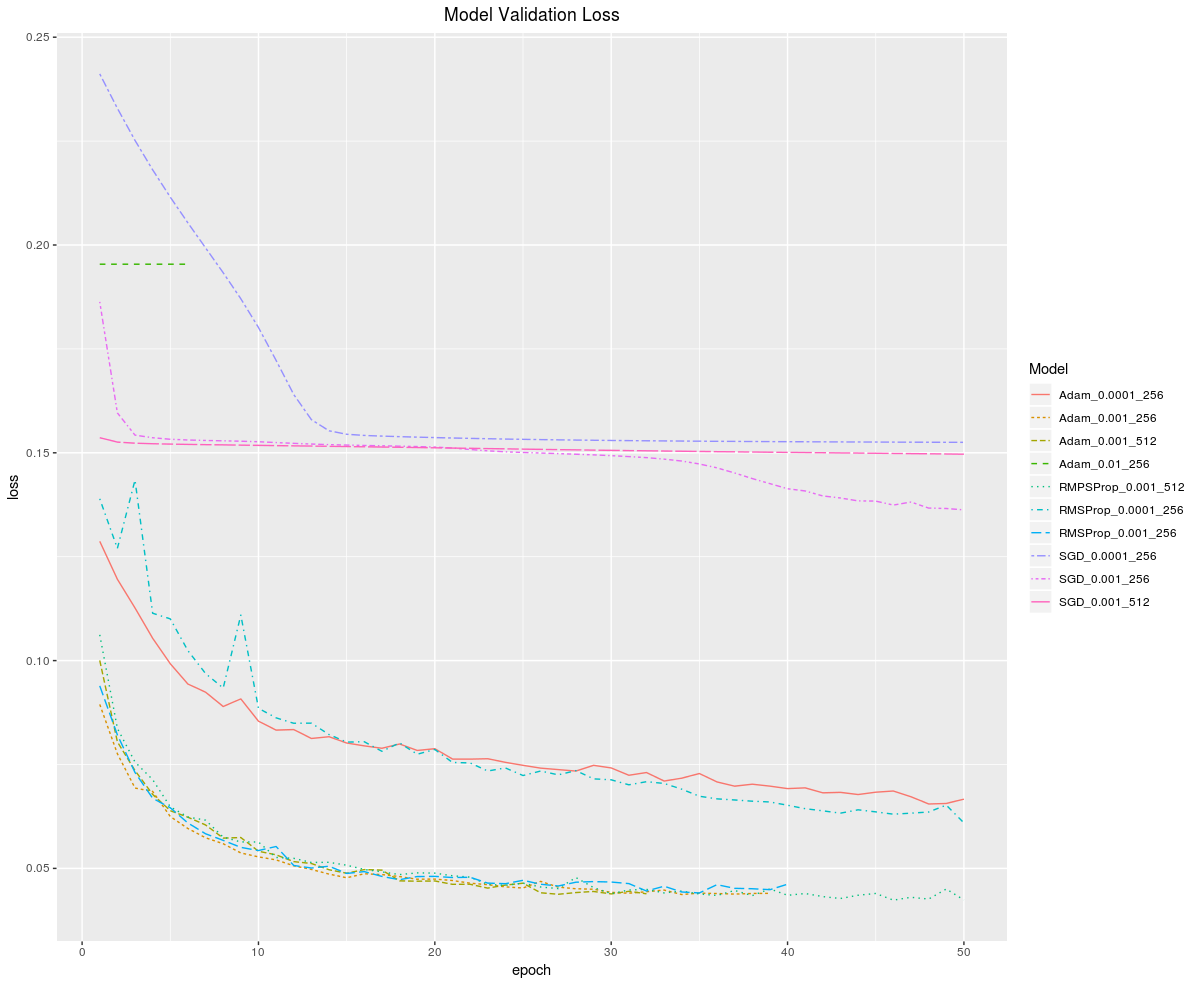 Model Validation Loss
0.25
0.20
0.15
0.10
0.05
loss
0 10 20 30 40 50
epoch
Model
Adam_0.0001_256
Adam_0.001_256
Adam_0.001_512
Adam_0.01_256
RMPSProp_0.001_512
RMSProp_0.0001_256
RMSProp_0.001_256
SGD_0.0001_256
SGD_0.001_256
SGD_0.001_512